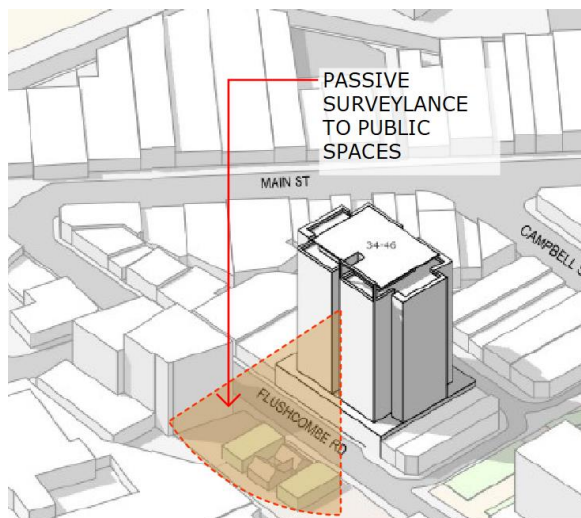 PASSIVE
SURVEYLANCE
TO PUBLIC
SPACES
MAIN ST
34-46
CAMPBELL S
FLUSHCOMBE RD